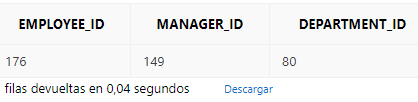 EMPLOYEE_ID MANAGER_ID DEPARTMENT_ID
176 149 80
filas devueltas en 0,04 segundos Descargar